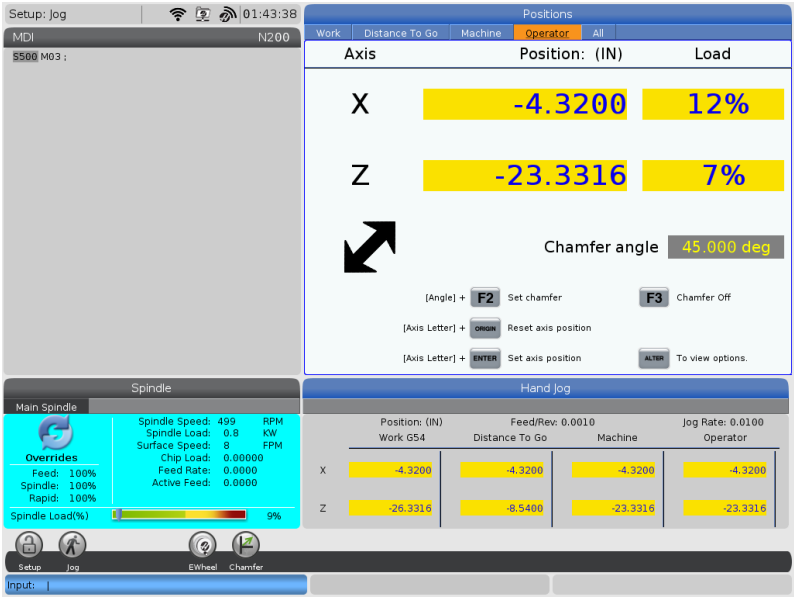 Setup: Jog
01:43:38
MDI
N200
S500 M03 ;
Positions
Work Distance To Go Machine Operator All
Axis Position: (IN) Load
X -4.3200 12%
Z -23.3316 7%
Chamfer angle 45.000 deg
[Angle] + F2 Set chamfer F3 Chamfer Off
[Axis Letter] + ORIGIN Reset axis position
[Axis Letter] + ENTER Set axis position ALTER To view options.
Spindle
Main Spindle
Overrides
Feed: 100%
Spindle: 100%
Rapid: 100%
Spindle Speed: 499 RPM
Spindle Load: 0.8 KW
Surface Speed: 8 FPM
Chip Load: 0.00000
Feed Rate: 0.0000
Active Feed: 0.0000
Spindle Load(%) 9%
Hand Jog
Position: (IN) Feed/Rev: 0.0010 Jog Rate: 0.0100
Work G54 Distance To Go Machine Operator
X -4.3200 -4.3200 -4.3200 -4.3200
Z -26.3316 -8.5400 -23.3316 -23.3316
Setup Jog EWheel Chamfer
Input: |